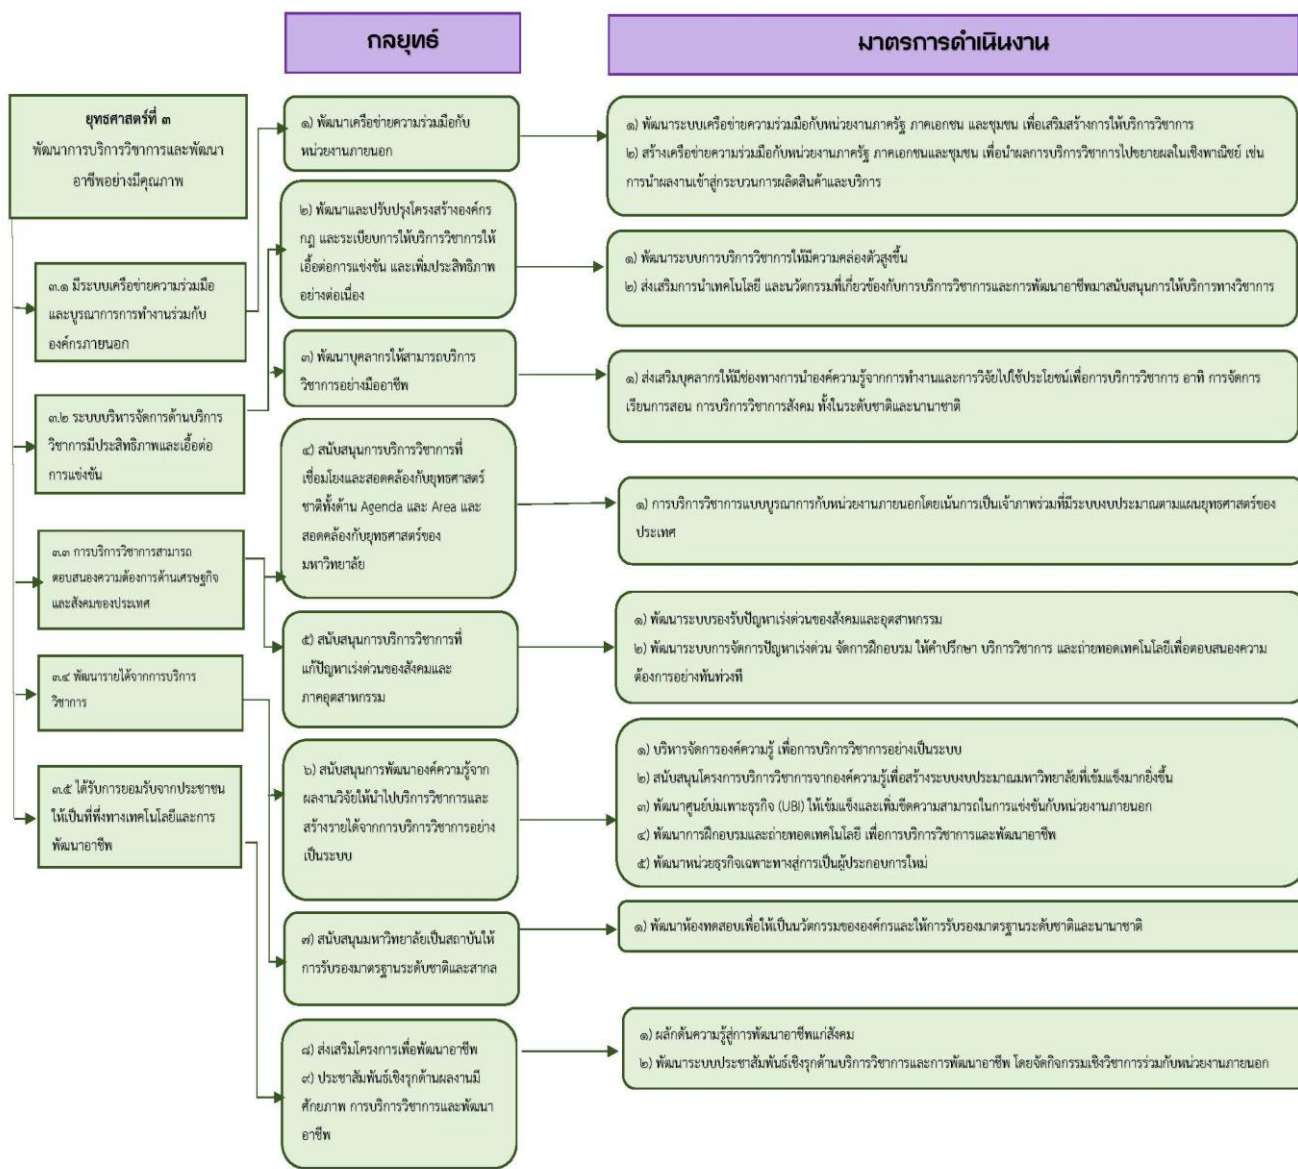 กลยุทธ์
มาตรการดำเนินงาน
ยุทธศาสตร์ที่ ๓
พัฒนาการบริการวิชาการและพัฒนา
อาชีพอย่างมีคุณภาพ
๓.๑ มีระบบเครือข่ายความร่วมมือ
และบูรณาการการทำงานร่วมกับ
องค์กรภายนอก
๓.๒ ระบบบริหารจัดการด้านบริการ
วิชาการมีประสิทธิภาพและเอื้อต่อ
การแข่งขัน
๓.๓ การบริการวิชาการสามารถ
ตอบสนองความต้องการด้านเศรษฐกิจ
และสังคมของประเทศ
๓.๔ พัฒนารายได้จากการบริการ
วิชาการ
๓.๕ ได้รับการยอมรับจากประชาชน
ให้เป็นที่พึ่งทางเทคโนโลยีและการ
พัฒนาอาชีพ
๑) พัฒนาเครือข่ายความร่วมมือกับ
หน่วยงานภายนอก
๒) พัฒนาและปรับปรุงโครงสร้างองค์กร
กฎ และระเบียบการให้บริการวิชาการให้
เอื้อต่อการแข่งขัน และเพิ่มประสิทธิภาพ
อย่างต่อเนื่อง
๓) พัฒนาบุคลากรให้สามารถบริการ
วิชาการอย่างมืออาชีพ
๔) สนับสนุนการบริการวิชาการที่
เชื่อมโยงและสอดคล้องกับยุทธศาสตร์
ชาติทั้งด้าน Agenda และ Area และ
สอดคล้องกับยุทธศาสตร์ของ
มหาวิทยาลัย
๕) สนับสนุนการบริการวิชาการที่
แก้ปัญหาเร่งด่วนของสังคมและ
ภาคอุตสาหกรรม
๖) สนับสนุนการพัฒนาองค์ความรู้จาก
ผลงานวิจัยให้นำไปบริการวิชาการและ
สร้างรายได้จากการบริการวิชาการอย่าง
เป็นระบบ
๗) สนับสนุนมหาวิทยาลัยเป็นสถาบันให้
การรับรองมาตรฐานระดับชาติและสากล
๘) ส่งเสริมโครงการเพื่อพัฒนาอาชีพ
๙) ประชาสัมพันธ์เชิงรุกด้านผลงานมี
ศักยภาพ การบริการวิชาการและพัฒนา
อาชีพ
๑) พัฒนาระบบเครือข่ายความร่วมมือกับหน่วยงานภาครัฐ ภาคเอกชน และชุมชน เพื่อเสริมสร้างการให้บริการวิชาการ
๒) สร้างเครือข่ายความร่วมมือกับหน่วยงานภาครัฐ ภาคเอกชนและชุมชน เพื่อนำผลการบริการวิชาการไปขยายผลในเชิงพาณิชย์ เช่น
การนำผลงานเข้าสู่กระบวนการผลิตสินค้าและบริการ
๑) พัฒนาระบบการบริการวิชาการให้มีความคล่องตัวสูงขึ้น
๒) ส่งเสริมการนำเทคโนโลยี และนวัตกรรมที่เกี่ยวข้องกับการบริการวิชาการและการพัฒนาอาชีพมาสนับสนุนการให้บริการทางวิชาการ
๑) ส่งเสริมบุคลากรให้มีช่องทางการนำองค์ความรู้จากการทำงานและการวิจัยไปใช้ประโยชน์เพื่อการบริการวิชาการ อาทิ การจัดการ
เรียนการสอน การบริการวิชาการสังคม ทั้งในระดับชาติและนานาชาติ
๑) การบริการวิชาการแบบบูรณาการกับหน่วยงานภายนอกโดยเน้นการเป็นเจ้าภาพร่วมที่มีระบบงบประมาณตามแผนยุทธศาสตร์ของ
ประเทศ
๑) พัฒนาระบบรองรับปัญหาเร่งด่วนของสังคมและอุตสาหกรรม
๒) พัฒนาระบบการจัดการปัญหาเร่งด่วน จัดการฝึกอบรม ให้คำปรึกษา บริการวิชาการ และถ่ายทอดเทคโนโลยีเพื่อตอบสนองความ
ต้องการอย่างทันท่วงที
๑) บริหารจัดการองค์ความรู้ เพื่อการบริการวิชาการอย่างเป็นระบบ
๒) สนับสนุนโครงการบริการวิชาการจากองค์ความรู้เพื่อสร้างระบบงบประมาณมหาวิทยาลัยที่เข้มแข็งมากยิ่งขึ้น
๓) พัฒนาศูนย์บ่มเพาะธุรกิจ (UBI) ให้เข้มแข็งและเพิ่มขีดความสามารถในการแข่งขันกับหน่วยงานภายนอก
๔) พัฒนาการฝึกอบรมและถ่ายทอดเทคโนโลยี เพื่อการบริการวิชาการและพัฒนาอาชีพ
๕) พัฒนาหน่วยธุรกิจเฉพาะทางสู่การเป็นผู้ประกอบการใหม่
๑) พัฒนาห้องทดสอบเพื่อให้เป็นนวัตกรรมขององค์กรและให้การรับรองมาตรฐานระดับชาติและนานาชาติ
๑) ผลักดันความรู้สู่การพัฒนาอาชีพแก่สังคม
๒) พัฒนาระบบประชาสัมพันธ์เชิงรุกด้านบริการวิชาการและการพัฒนาอาชีพ โดยจัดกิจกรรมเชิงวิชาการร่วมกับหน่วยงานภายนอก